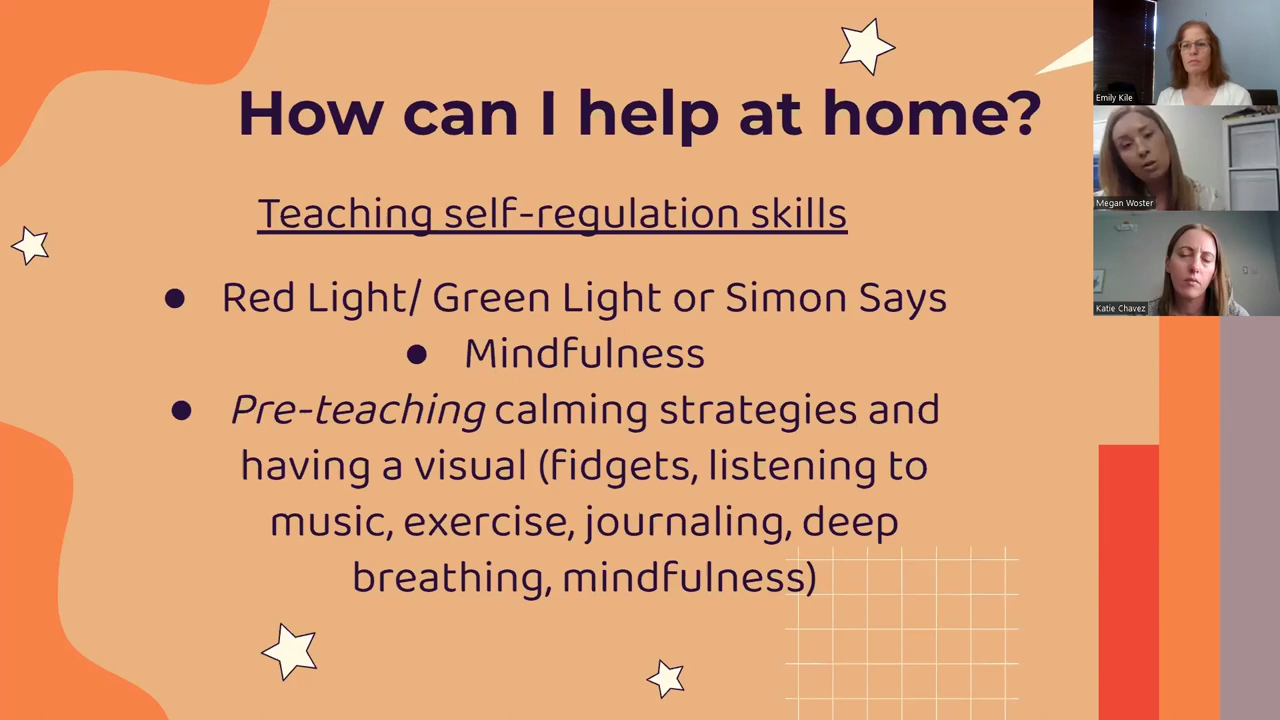 How can I help at home?
Teaching self-regulation skills
● Red Light/ Green Light or Simon Says
● Mindfulness
● Pre-teaching calming strategies and
having a visual (fidgets, listening to
music, exercise, journaling, deep
breathing, mindfulness)
Emily Kile
Megan Woster
Katie Chavez